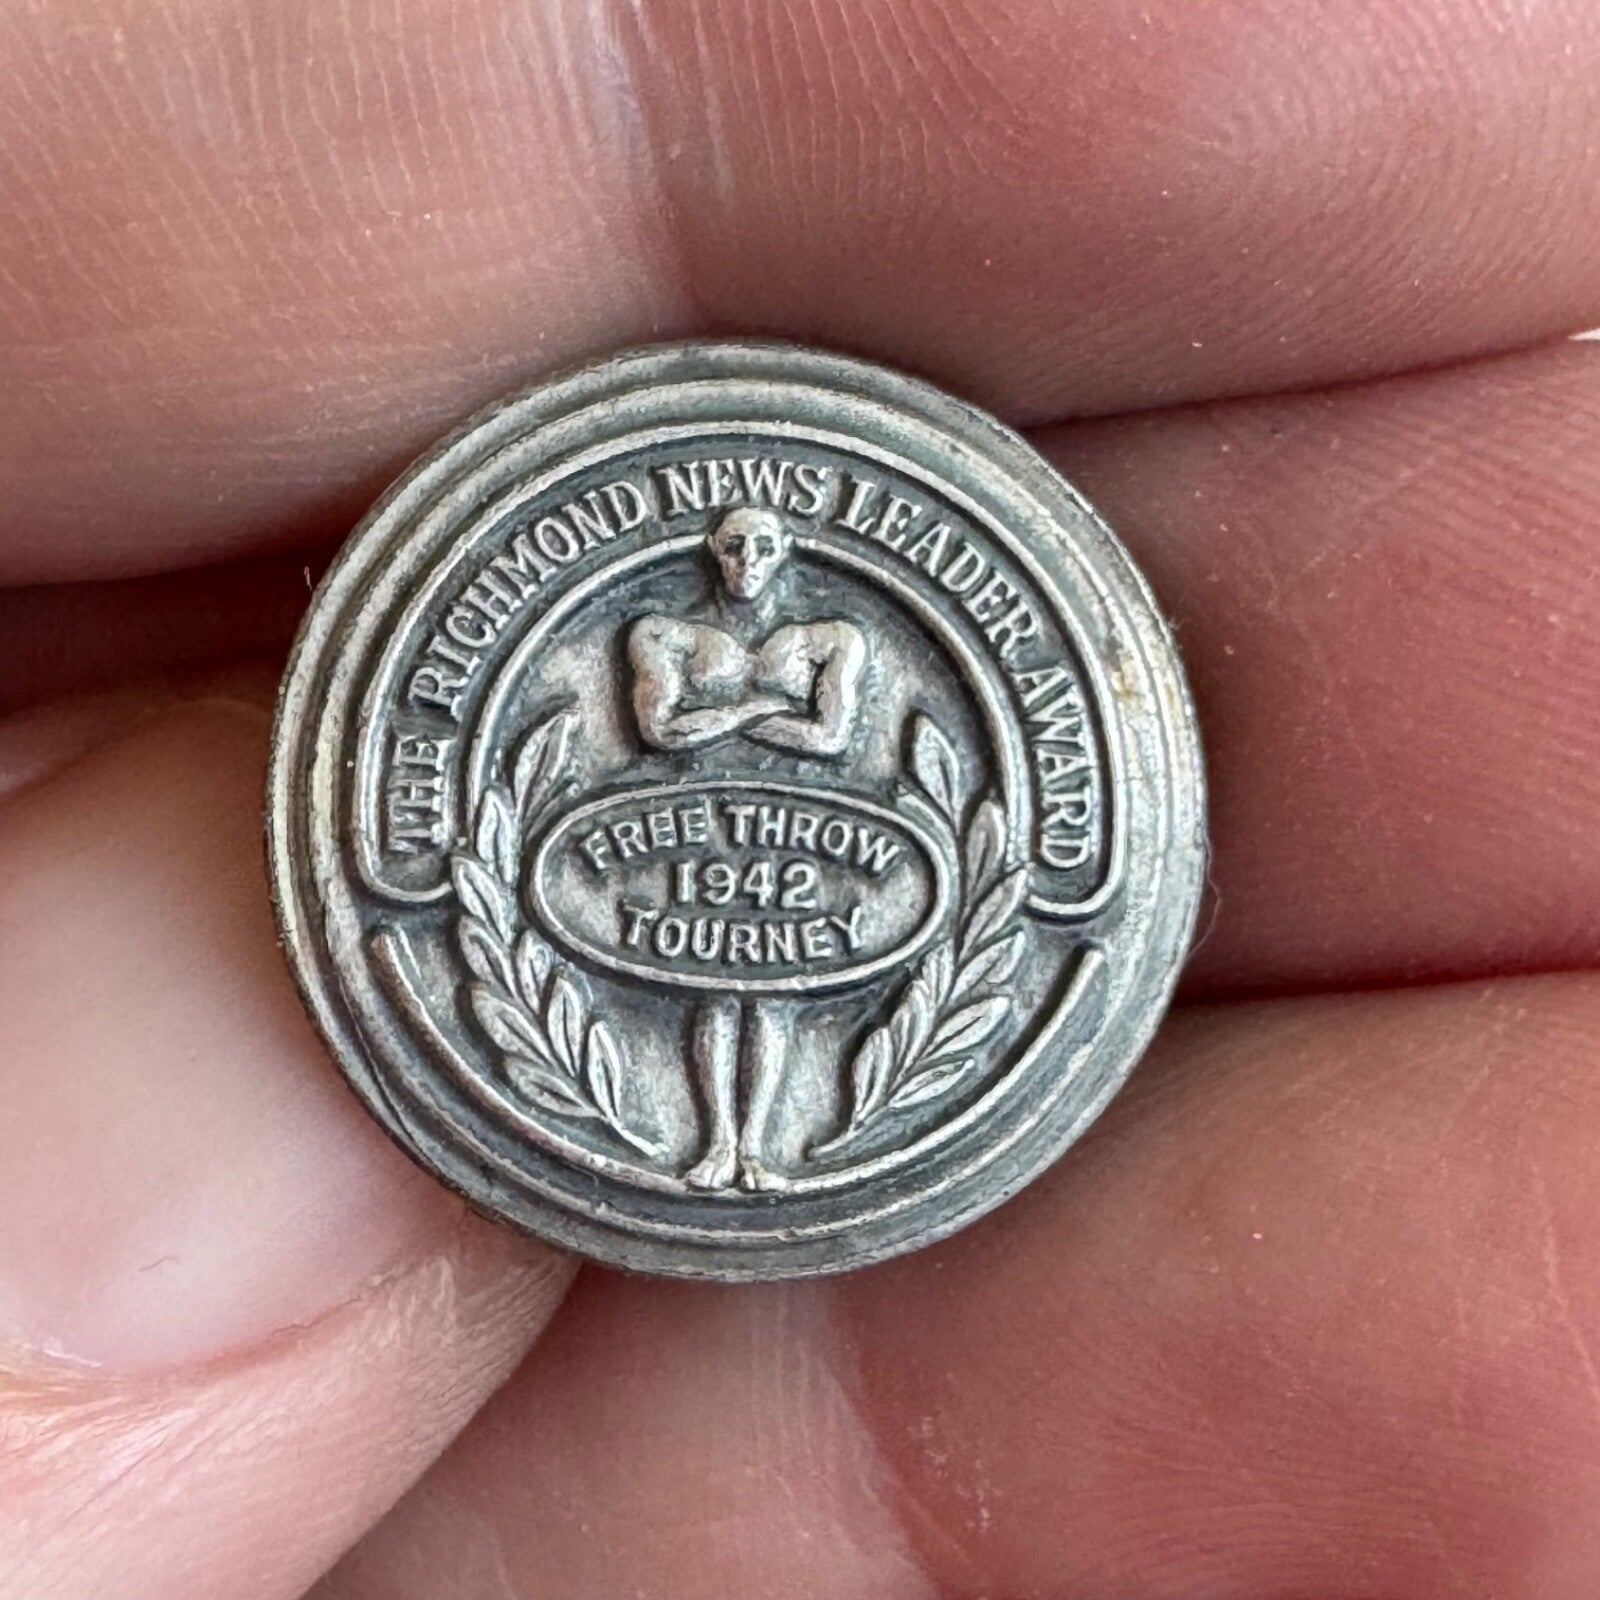 THE RICHMOND NEWS LEADER AWARD
FREE THROW
1942
TOURNEY